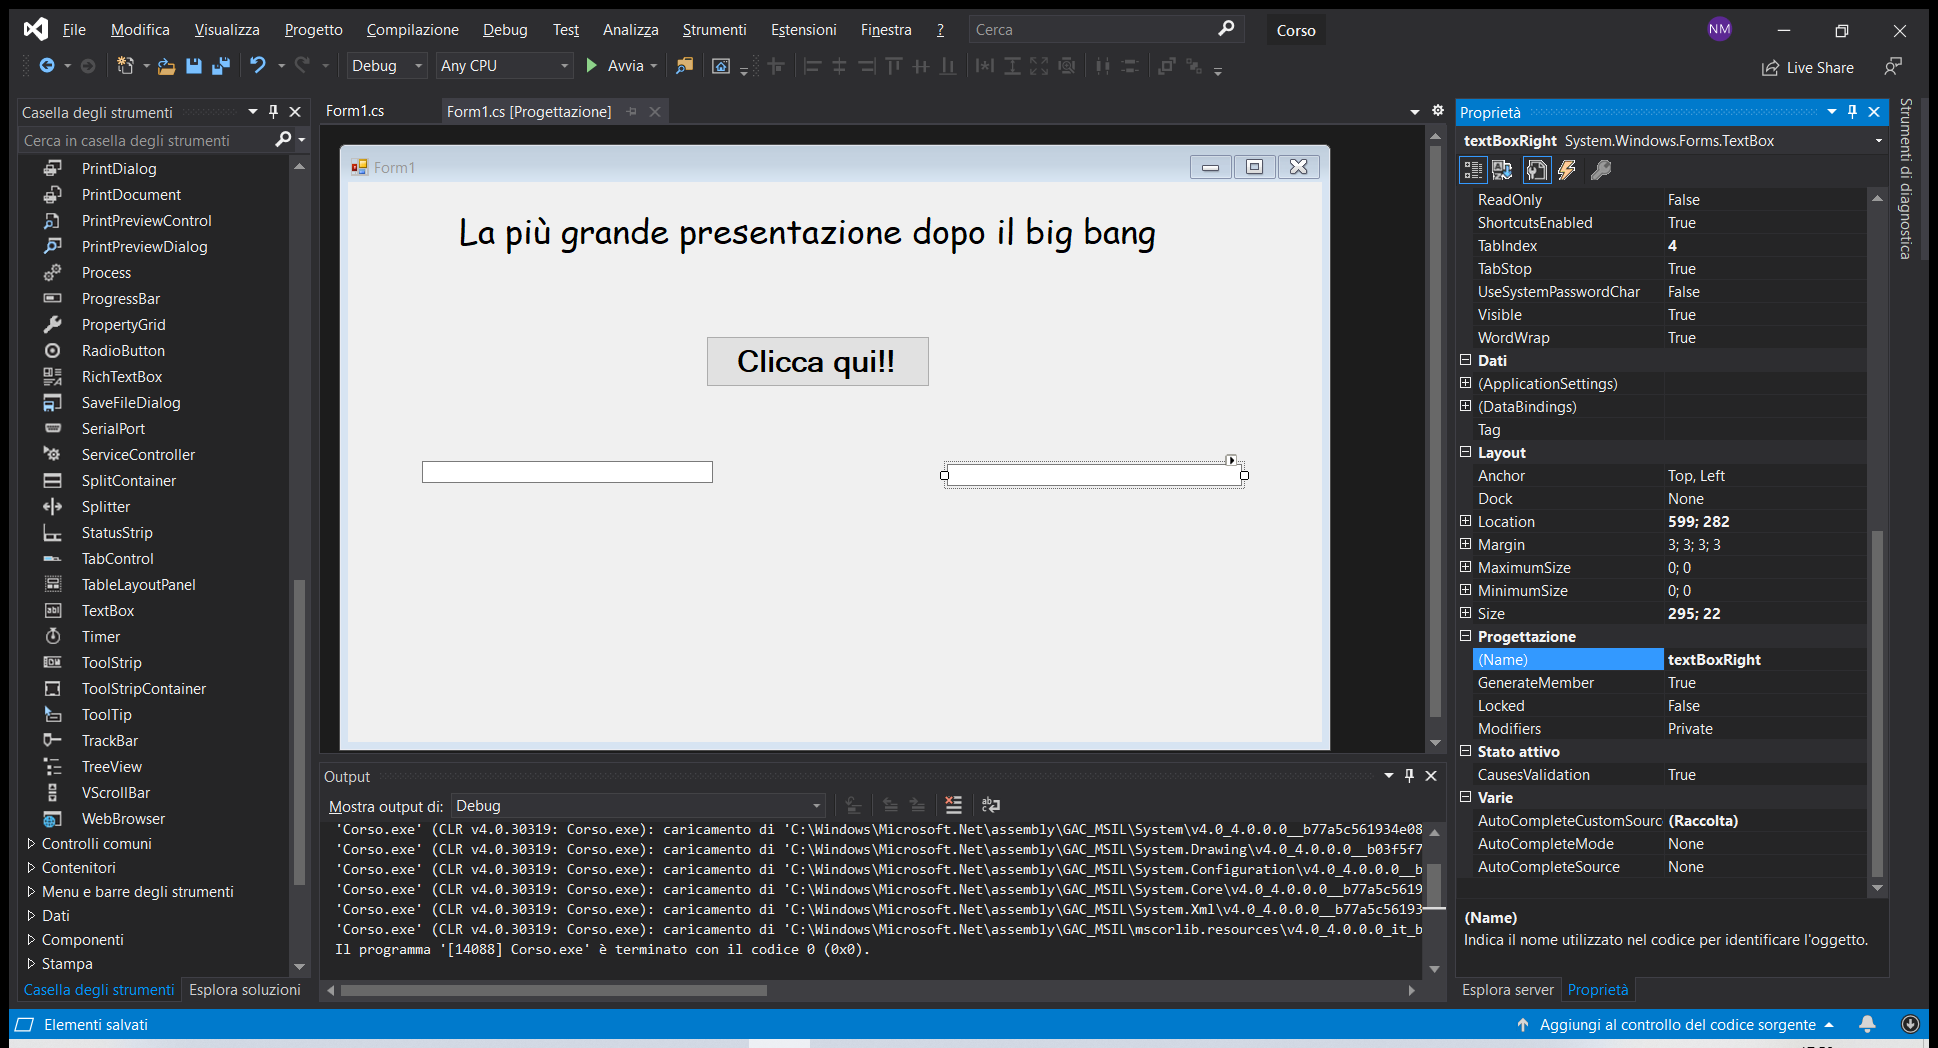 File Modifica Visualizza Progetto Compilazione Debug Test Analizza Strumenti Estensioni Finestra ? Cerca Corso NM
Debug Any CPU Avvia Live Share
Casella degli strumenti
Cerca in casella degli strumenti
PrintDialog
PrintDocument
PrintPreviewControl
PrintPreviewDialog
Process
ProgressBar
PropertyGrid
RadioButton
RichTextBox
SaveFileDialog
SerialPort
ServiceController
SplitContainer
Splitter
StatusStrip
TabControl
TableLayoutPanel
TextBox
Timer
ToolStrip
ToolStripContainer
ToolTip
TrackBar
TreeView
VScrollBar
WebBrowser
Controlli comuni
Contenitori
Menu e barre degli strumenti
Dati
Componenti
Stampa
Casella degli strumenti Esplora soluzioni
Form1.cs Form1.cs [Progettazione]
Form1
La più grande presentazione dopo il big bang
Clicca qui!!
Output
Mostra output di: Debug
'Corso.exe' (CLR v4.0.30319: Corso.exe): caricamento di 'C:\Windows\Microsoft.Net\assembly\GAC_MSIL\System\v4.0_4.0.0.0__b77a5c561934e08
'Corso.exe' (CLR v4.0.30319: Corso.exe): caricamento di 'C:\Windows\Microsoft.Net\assembly\GAC_MSIL\System.Drawing\v4.0_4.0.0.0__b03f5f7
'Corso.exe' (CLR v4.0.30319: Corso.exe): caricamento di 'C:\Windows\Microsoft.Net\assembly\GAC_MSIL\System.Configuration\v4.0_4.0.0.0__b
'Corso.exe' (CLR v4.0.30319: Corso.exe): caricamento di 'C:\Windows\Microsoft.Net\assembly\GAC_MSIL\System.Core\v4.0_4.0.0.0__b77a5c5619
'Corso.exe' (CLR v4.0.30319: Corso.exe): caricamento di 'C:\Windows\Microsoft.Net\assembly\GAC_MSIL\System.Xml\v4.0_4.0.0.0__b77a5c56193
'Corso.exe' (CLR v4.0.30319: Corso.exe): caricamento di 'C:\Windows\Microsoft.Net\assembly\GAC_MSIL\mscorlib.resources\v4.0_4.0.0.0_it_b
Il programma '[14088] Corso.exe' è terminato con il codice 0 (0x0).
Proprietà
textBoxRight System.Windows.Forms.TextBox
ReadOnly False
ShortcutsEnabled True
TabIndex 4
TabStop True
UseSystemPasswordChar False
Visible True
WordWrap True
Dati
(ApplicationSettings)
(DataBindings)
Tag
Layout
Anchor Top, Left
Dock None
Location 599; 282
Margin 3; 3; 3; 3
MaximumSize 0; 0
MinimumSize 0; 0
Size 295; 22
Progettazione
(Name) textBoxRight
GenerateMember True
Locked False
Modifiers Private
Stato attivo
CausesValidation True
Varie
AutoCompleteCustomSourc (Raccolta)
AutoCompleteMode None
AutoCompleteSource None
(Name)
Indica il nome utilizzato nel codice per identificare l'oggetto.
Esplora server Proprietà
Strumenti di diagnostica
Elementi salvati Aggiungi al controllo del codice sorgente